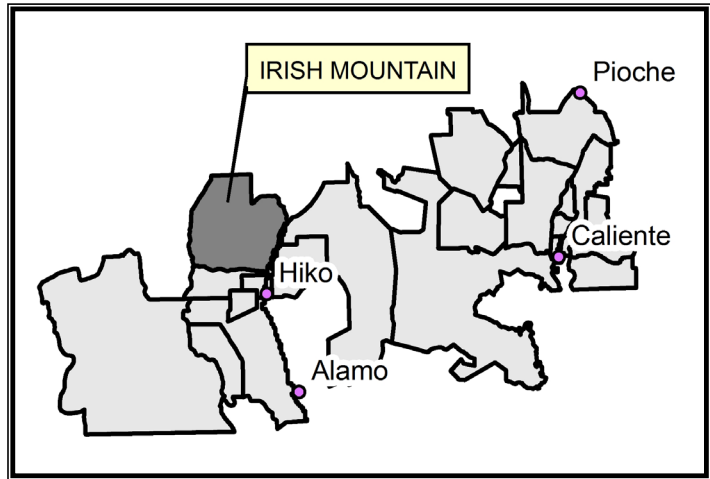 IRISH MOUNTAIN
Pioche
Caliente
Hiko
Alamo